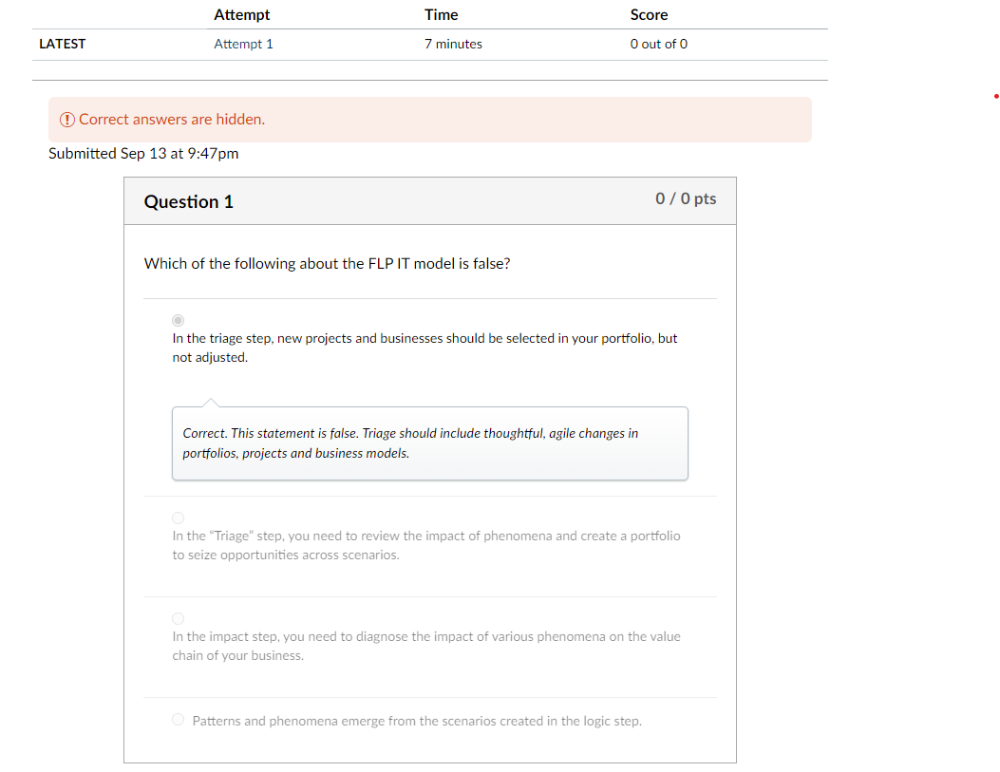 Attempt Time Score
LATEST Attempt 1 7 minutes 0 out of 0
! Correct answers are hidden.
Submitted Sep 13 at 9:47pm
Question 1 0 / 0 pts
Which of the following about the FLP IT model is false?
In the triage step, new projects and businesses should be selected in your portfolio, but
not adjusted.
Correct. This statement is false. Triage should include thoughtful, agile changes in
portfolios, projects and business models.
In the “Triage” step, you need to review the impact of phenomena and create a portfolio
to seize opportunities across scenarios.
In the impact step, you need to diagnose the impact of various phenomena on the value
chain of your business.
Patterns and phenomena emerge from the scenarios created in the logic step.